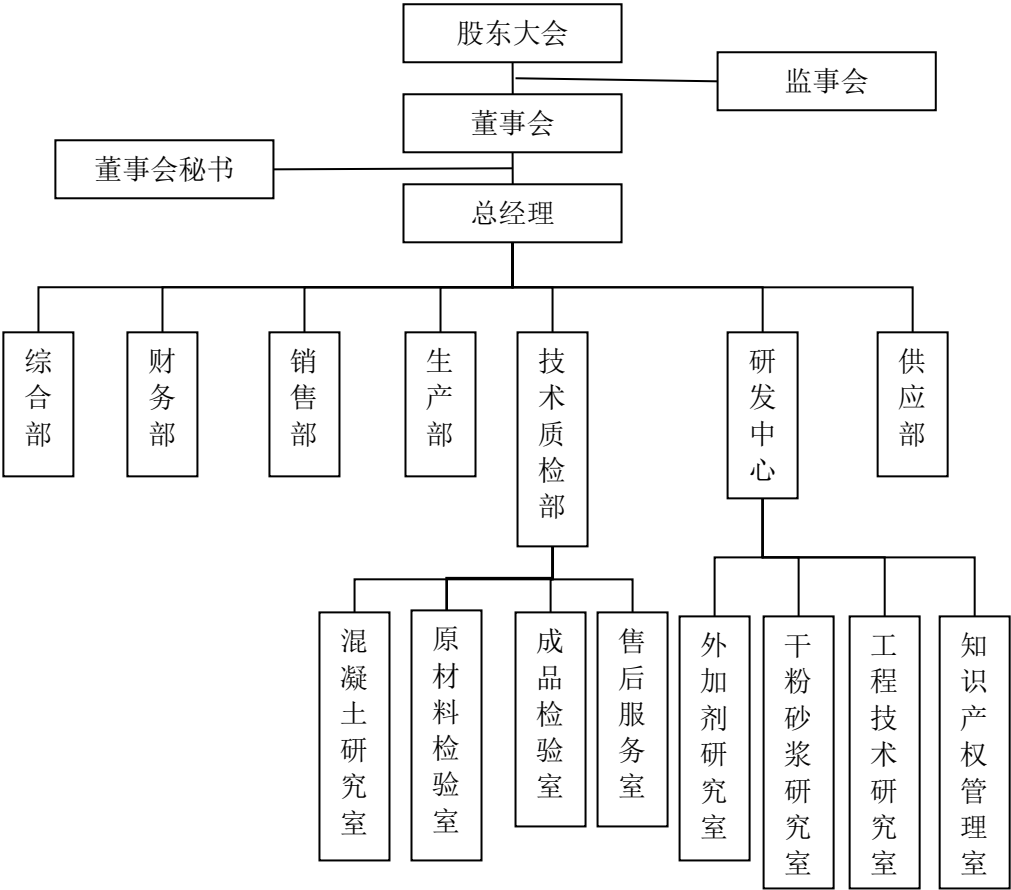 股东大会
监事会
董事会
董事会秘书
总经理
综合部
财务部
销售部
生产部
技术质检部
研发中心
供应部
混凝土研究室
原材料检验室
成品检验室
售后服务室
外加剂研究室
干粉砂浆研究室
工程技术研究室
知识产权管理室